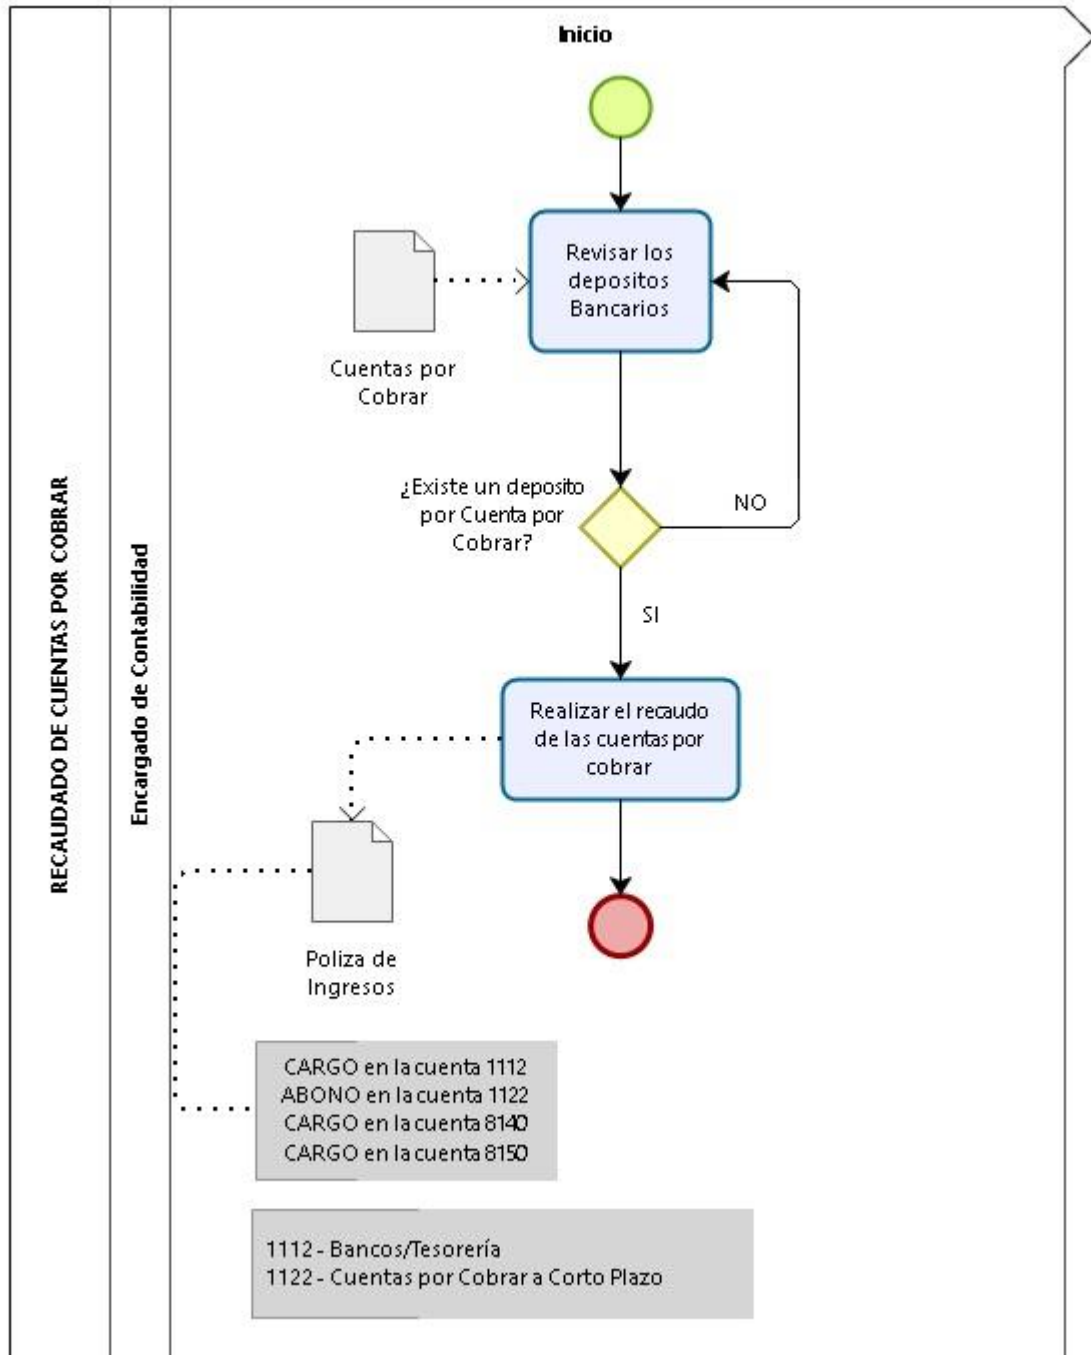 RECAUDADO DE CUENTAS POR COBRAR
Encargado de Contabilidad
Inicio
Revisar los
depositos
Bancarios
Cuentas por
Cobrar
¿Existe un deposito
por Cuenta por
Cobrar?
NO
SI
Realizar el recaudo
de las cuentas por
cobrar
Poliza de
Ingresos
CARGO en la cuenta 1112
ABONO en la cuenta 1122
CARGO en la cuenta 8140
CARGO en la cuenta 8150
1112 - Bancos/Tesorería
1122 - Cuentas por Cobrar a Corto Plazo